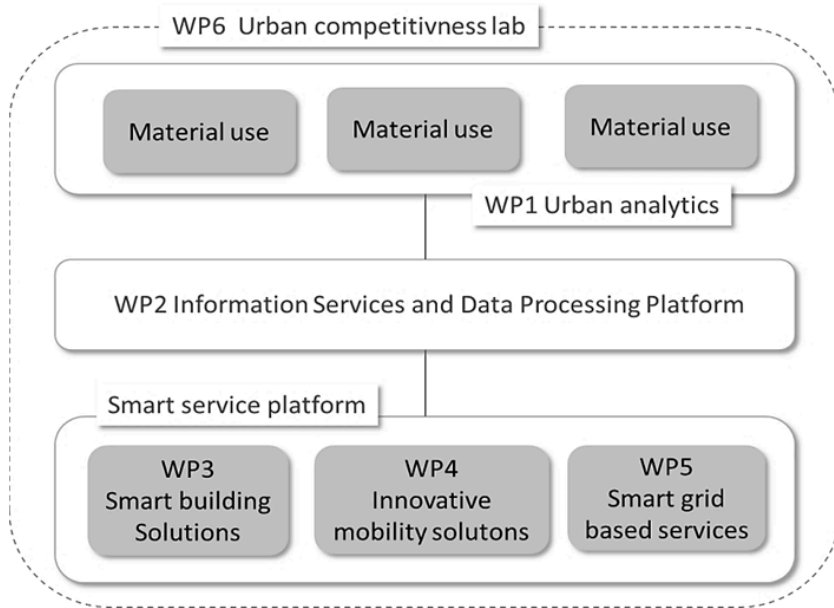 WP6 Urban competitivness lab
Material use
Material use
Material use
WP1 Urban analytics
WP2 Information Services and Data Processing Platform
Smart service platform
WP3
Smart building
Solutions
WP4
Innovative
mobility solutons
WP5
Smart grid
based services